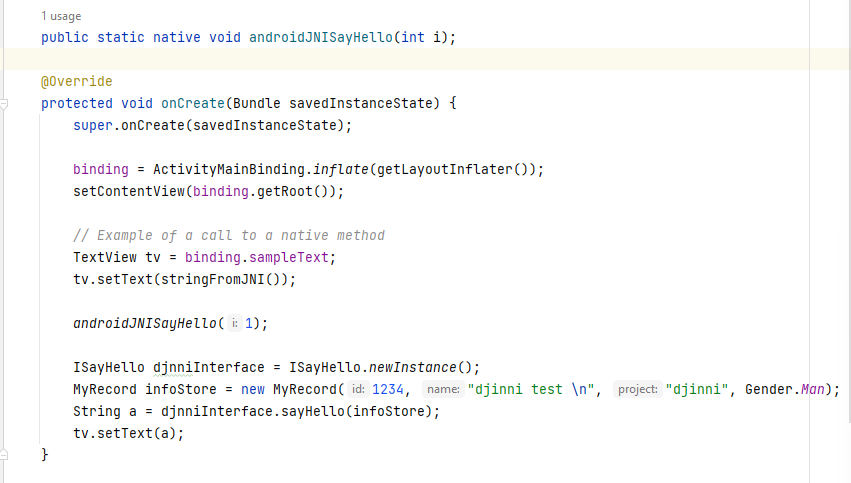 1 usage
public static native void androidJNISayHello(int i);
@Override
protected void onCreate(Bundle savedInstanceState) {
super.onCreate(savedInstanceState);
binding = ActivityMainBinding.inflate(getLayoutInflater());
setContentView(binding.getRoot());
// Example of a call to a native method
TextView tv = binding.sampleText;
tv.setText(stringFromJNI());
androidJNISayHello( i: 1);
ISayHello djnniInterface = ISayHello.newInstance();
MyRecord infoStore = new MyRecord( id: 1234, name: "djinni test \n", project: "djinni", Gender.Man);
String a = djnniInterface.sayHello(infoStore);
tv.setText(a);
}